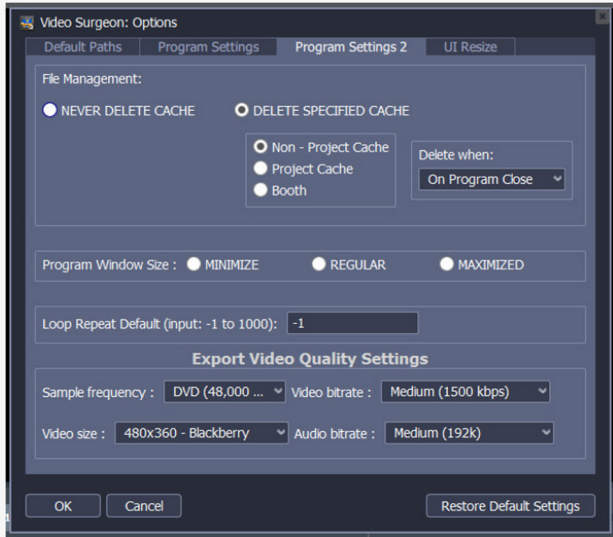 Video Surgeon: Options
Default Paths Program Settings Program Settings 2 UI Resize
File Management:
NEVER DELETE CACHE DELETE SPECIFIED CACHE
Non - Project Cache
Project Cache
Booth
Delete when:
On Program Close
Program Window Size : MINIMIZE REGULAR MAXIMIZED
Loop Repeat Default (input: -1 to 1000): -1
Export Video Quality Settings
Sample frequency : DVD (48,000 ... Video bitrate : Medium (1500 kbps)
Video size : 480x360 - Blackberry Audio bitrate : Medium (192k)
OK Cancel Restore Default Settings